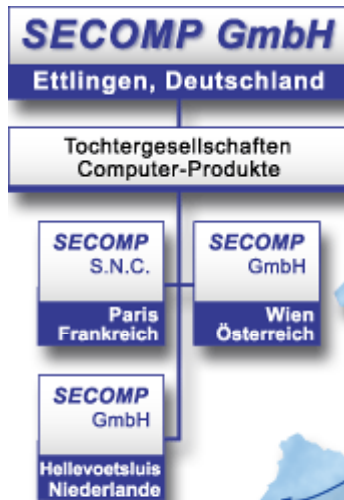 SECOMP GmbH
Ettlingen, Deutschland
Tochtergesellschaften
Computer-Produkte
SECOMP
S.N.C.
Paris
Frankreich
SECOMP
GmbH
Wien
Österreich
SECOMP
GmbH
Hellevoetsluis
Niederlande